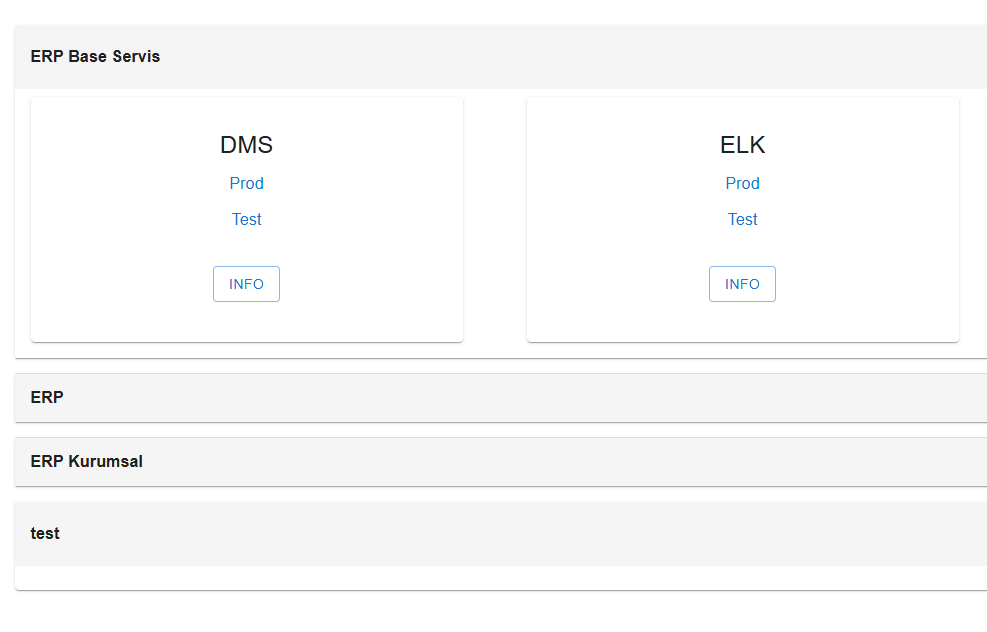 ERP Base Servis
DMS
Prod
Test
INFO
ELK
Prod
Test
INFO
ERP
ERP Kurumsal
test